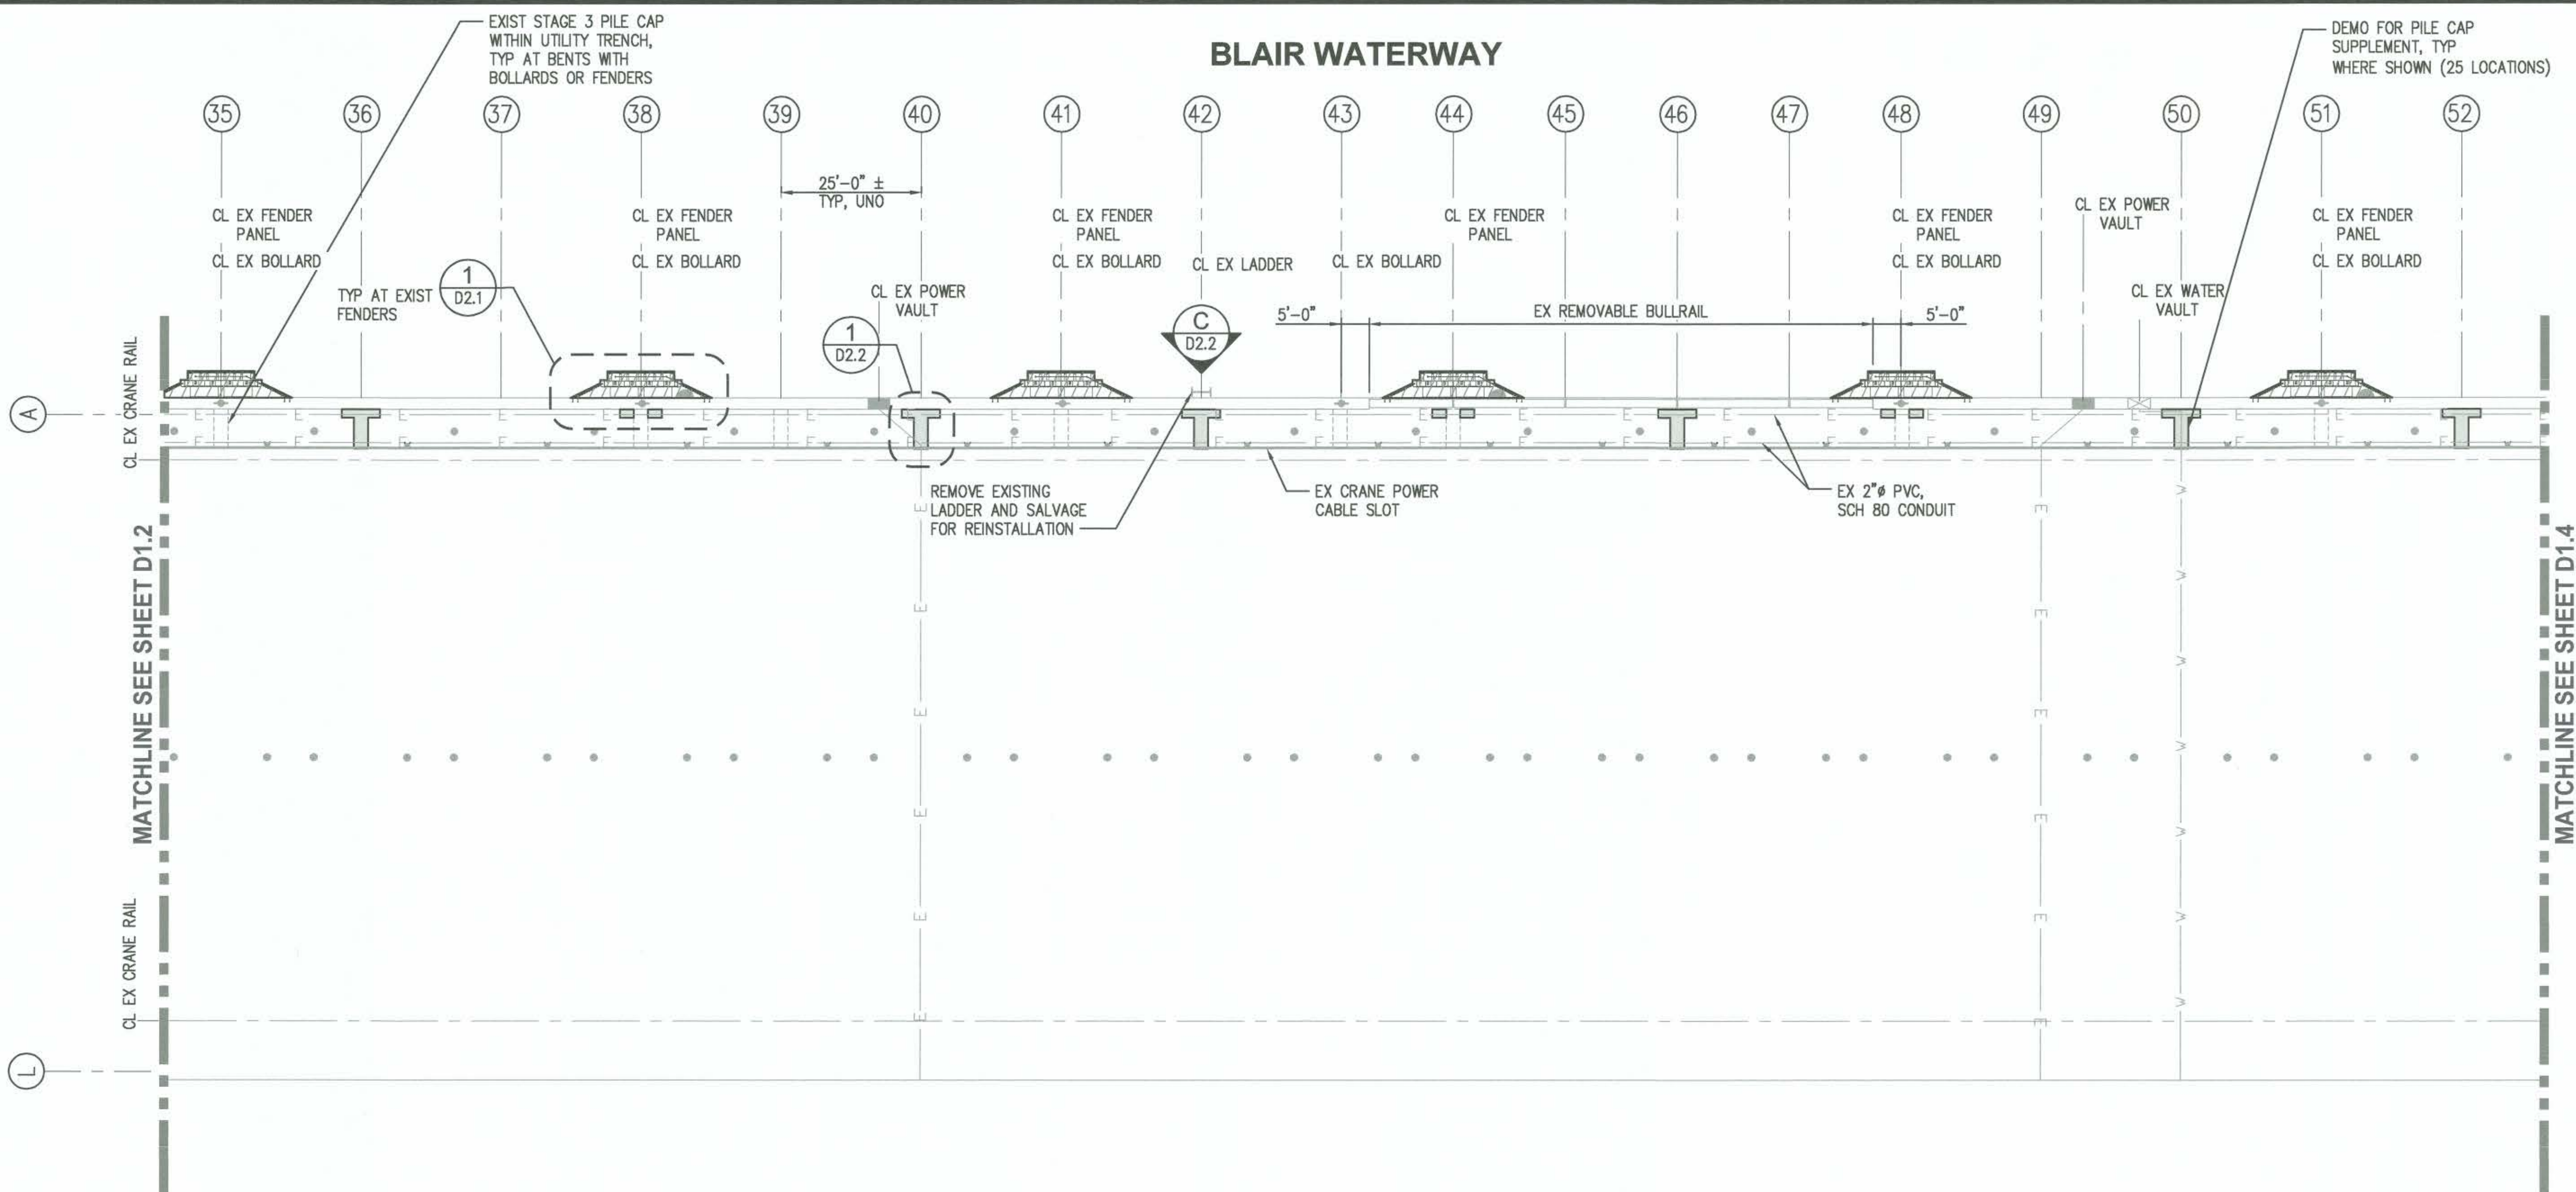 EXIST STAGE 3 PILE CAP
WITHIN UTILITY TRENCH,
TYP AT BENTS WITH
BOLLARDS OR FENDERS
BLAIR WATERWAY
DEMO FOR PILE CAP
SUPPLEMENT, TYP
WHERE SHOWN (25 LOCATIONS)
35 36 37 38 39 40 41 42 43 44 45 46 47 48 49 50 51 52
25'-0" ±
TYP, UNO
CL EX FENDER
PANEL
CL EX BOLLARD
CL EX FENDER
PANEL
CL EX BOLLARD
CL EX FENDER
PANEL
CL EX BOLLARD
CL EX LADDER
CL EX BOLLARD
CL EX FENDER
PANEL
CL EX FENDER
PANEL
CL EX BOLLARD
CL EX POWER
VAULT
CL EX FENDER
PANEL
CL EX BOLLARD
TYP AT EXIST
FENDERS
1
D2.1
CL EX POWER
VAULT
1
D2.2
C
D2.2
5'-0"
EX REMOVABLE BULLRAIL
5'-0"
CL EX WATER
VAULT
A
CL EX CRANE RAIL
REMOVE EXISTING
LADDER AND SALVAGE
FOR REINSTALLATION
EX CRANE POWER
CABLE SLOT
EX 2"ø PVC,
SCH 80 CONDUIT
MATCHLINE SEE SHEET D1.2
MATCHLINE SEE SHEET D1.4
E E E E E E
E E E E E E
W W W W W W W
CL EX CRANE RAIL
L